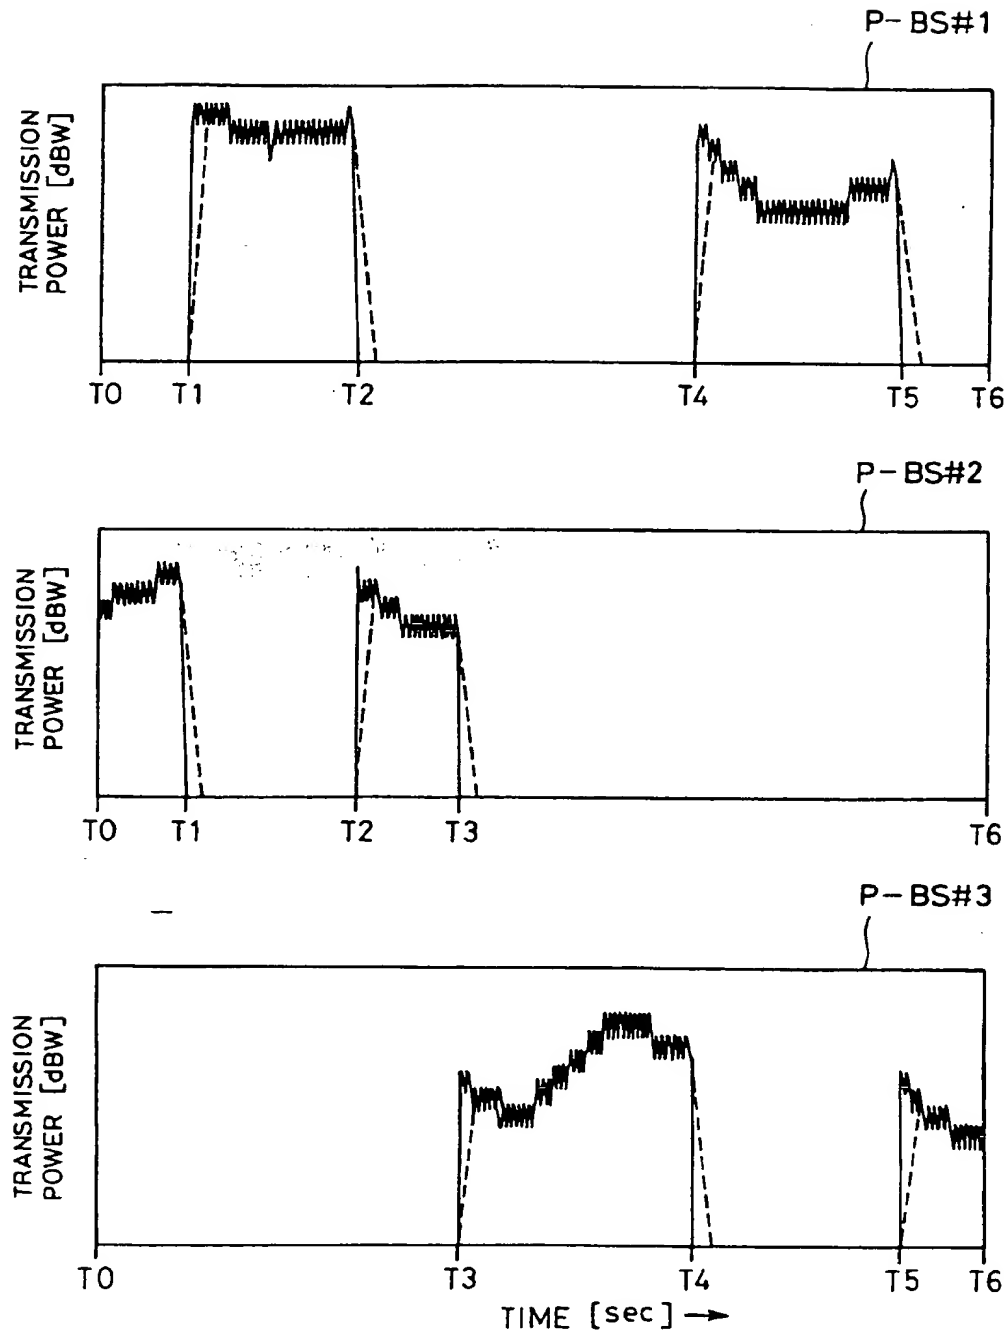 P-BS#1
TRANSMISSION
POWER [dBW]
T0 T1 T2 T4 T5 T6
P-BS#2
TRANSMISSION
POWER [dBW]
T0 T1 T2 T3 T6
P-BS#3
TRANSMISSION
POWER [dBW]
T0 T3 T4 T5 T6
TIME [sec] →